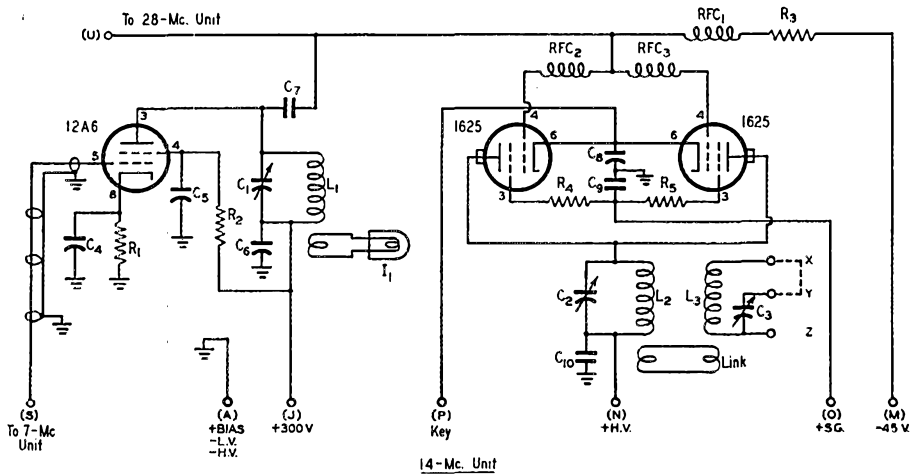 To 28-Mc. Unit
(U)
RFC1
R3
RFC2
RFC3
C7
12A6
3
5
4
8
1625
4
6
1625
4
6
3
3
C1
L1
C5
R2
C6
C4
R1
I1
C8
C9
R4
R5
C2
L2
L3
C3
X
Y
Z
C10
Link
(S)
To 7-Mc
Unit
(A)
+BIAS
-L.V.
-H.V.
(J)
+300V
(P)
Key
(N)
+H.V.
(O)
+S.G.
(M)
-45V.
14-Mc. Unit